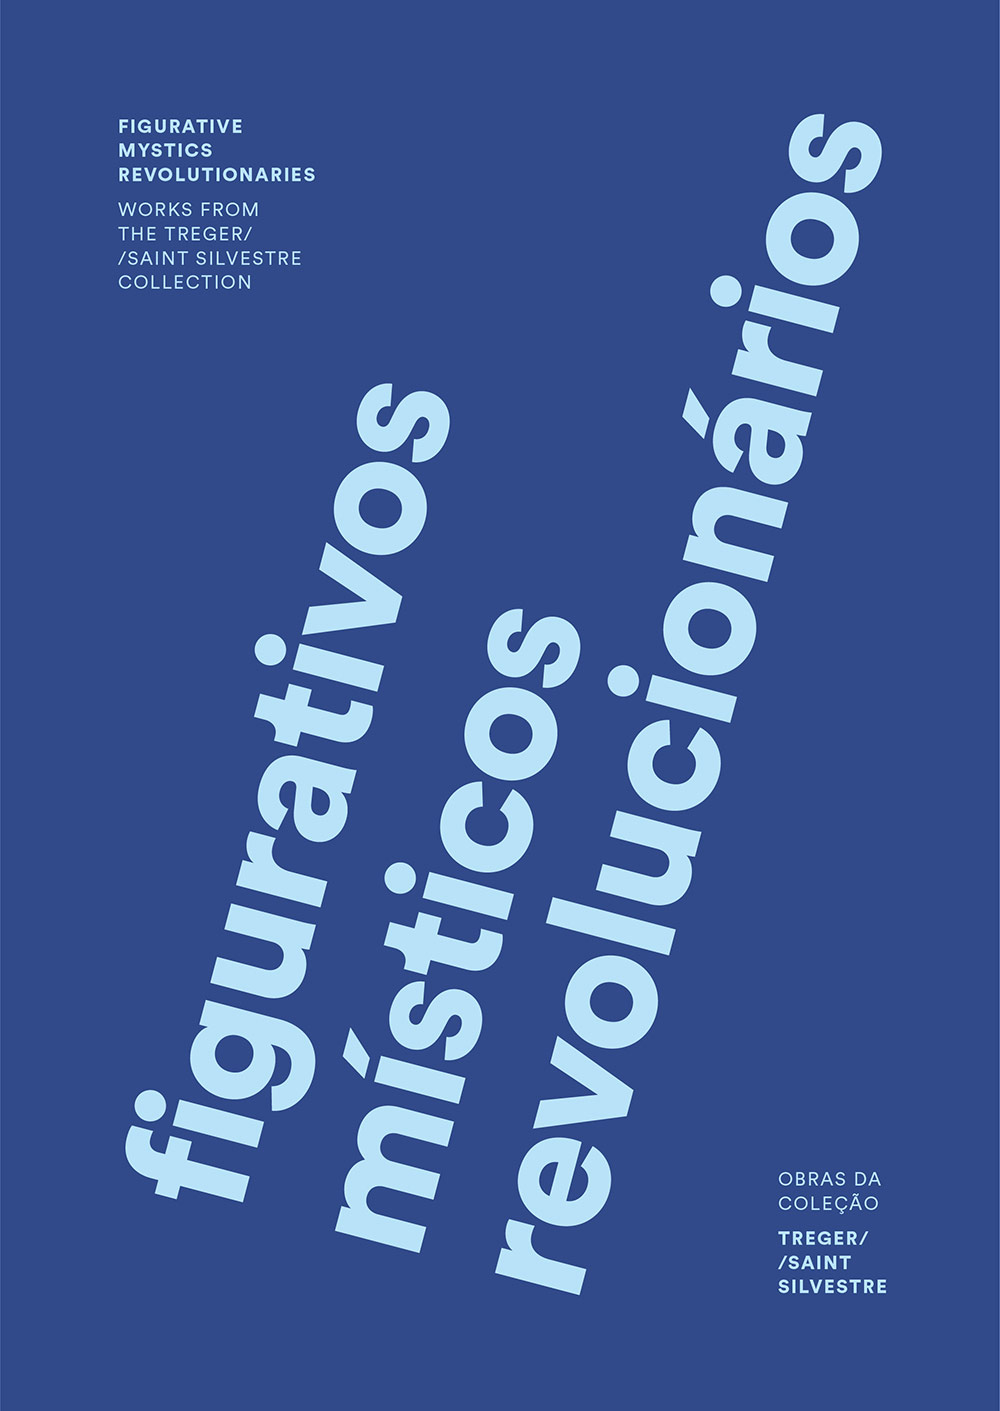 FIGURATIVE
MYSTICS
REVOLUTIONARIES
WORKS FROM
THE TREGER/
/SAINT SILVESTRE
COLLECTION
figurativos
místicos
revolucionários
OBRAS DA
COLEÇÃO
TREGER/
/SAINT
SILVESTRE